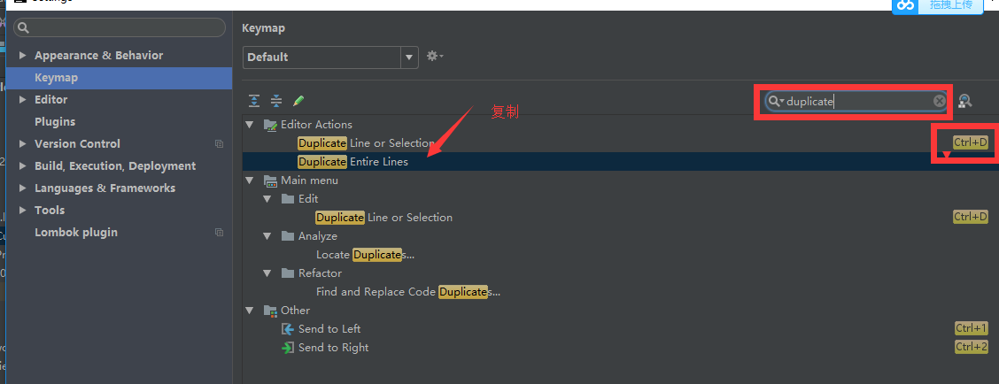 Settings
拖拽上传
Keymap
Default
Appearance & Behavior
Keymap
Editor
Plugins
Version Control
Build, Execution, Deployment
Languages & Frameworks
Tools
Lombok plugin
duplicate
复制
Editor Actions
Duplicate Line or Selection Ctrl+D
Duplicate Entire Lines
Main menu
Edit
Duplicate Line or Selection Ctrl+D
Analyze
Locate Duplicates...
Refactor
Find and Replace Code Duplicates...
Other
Send to Left Ctrl+1
Send to Right Ctrl+2